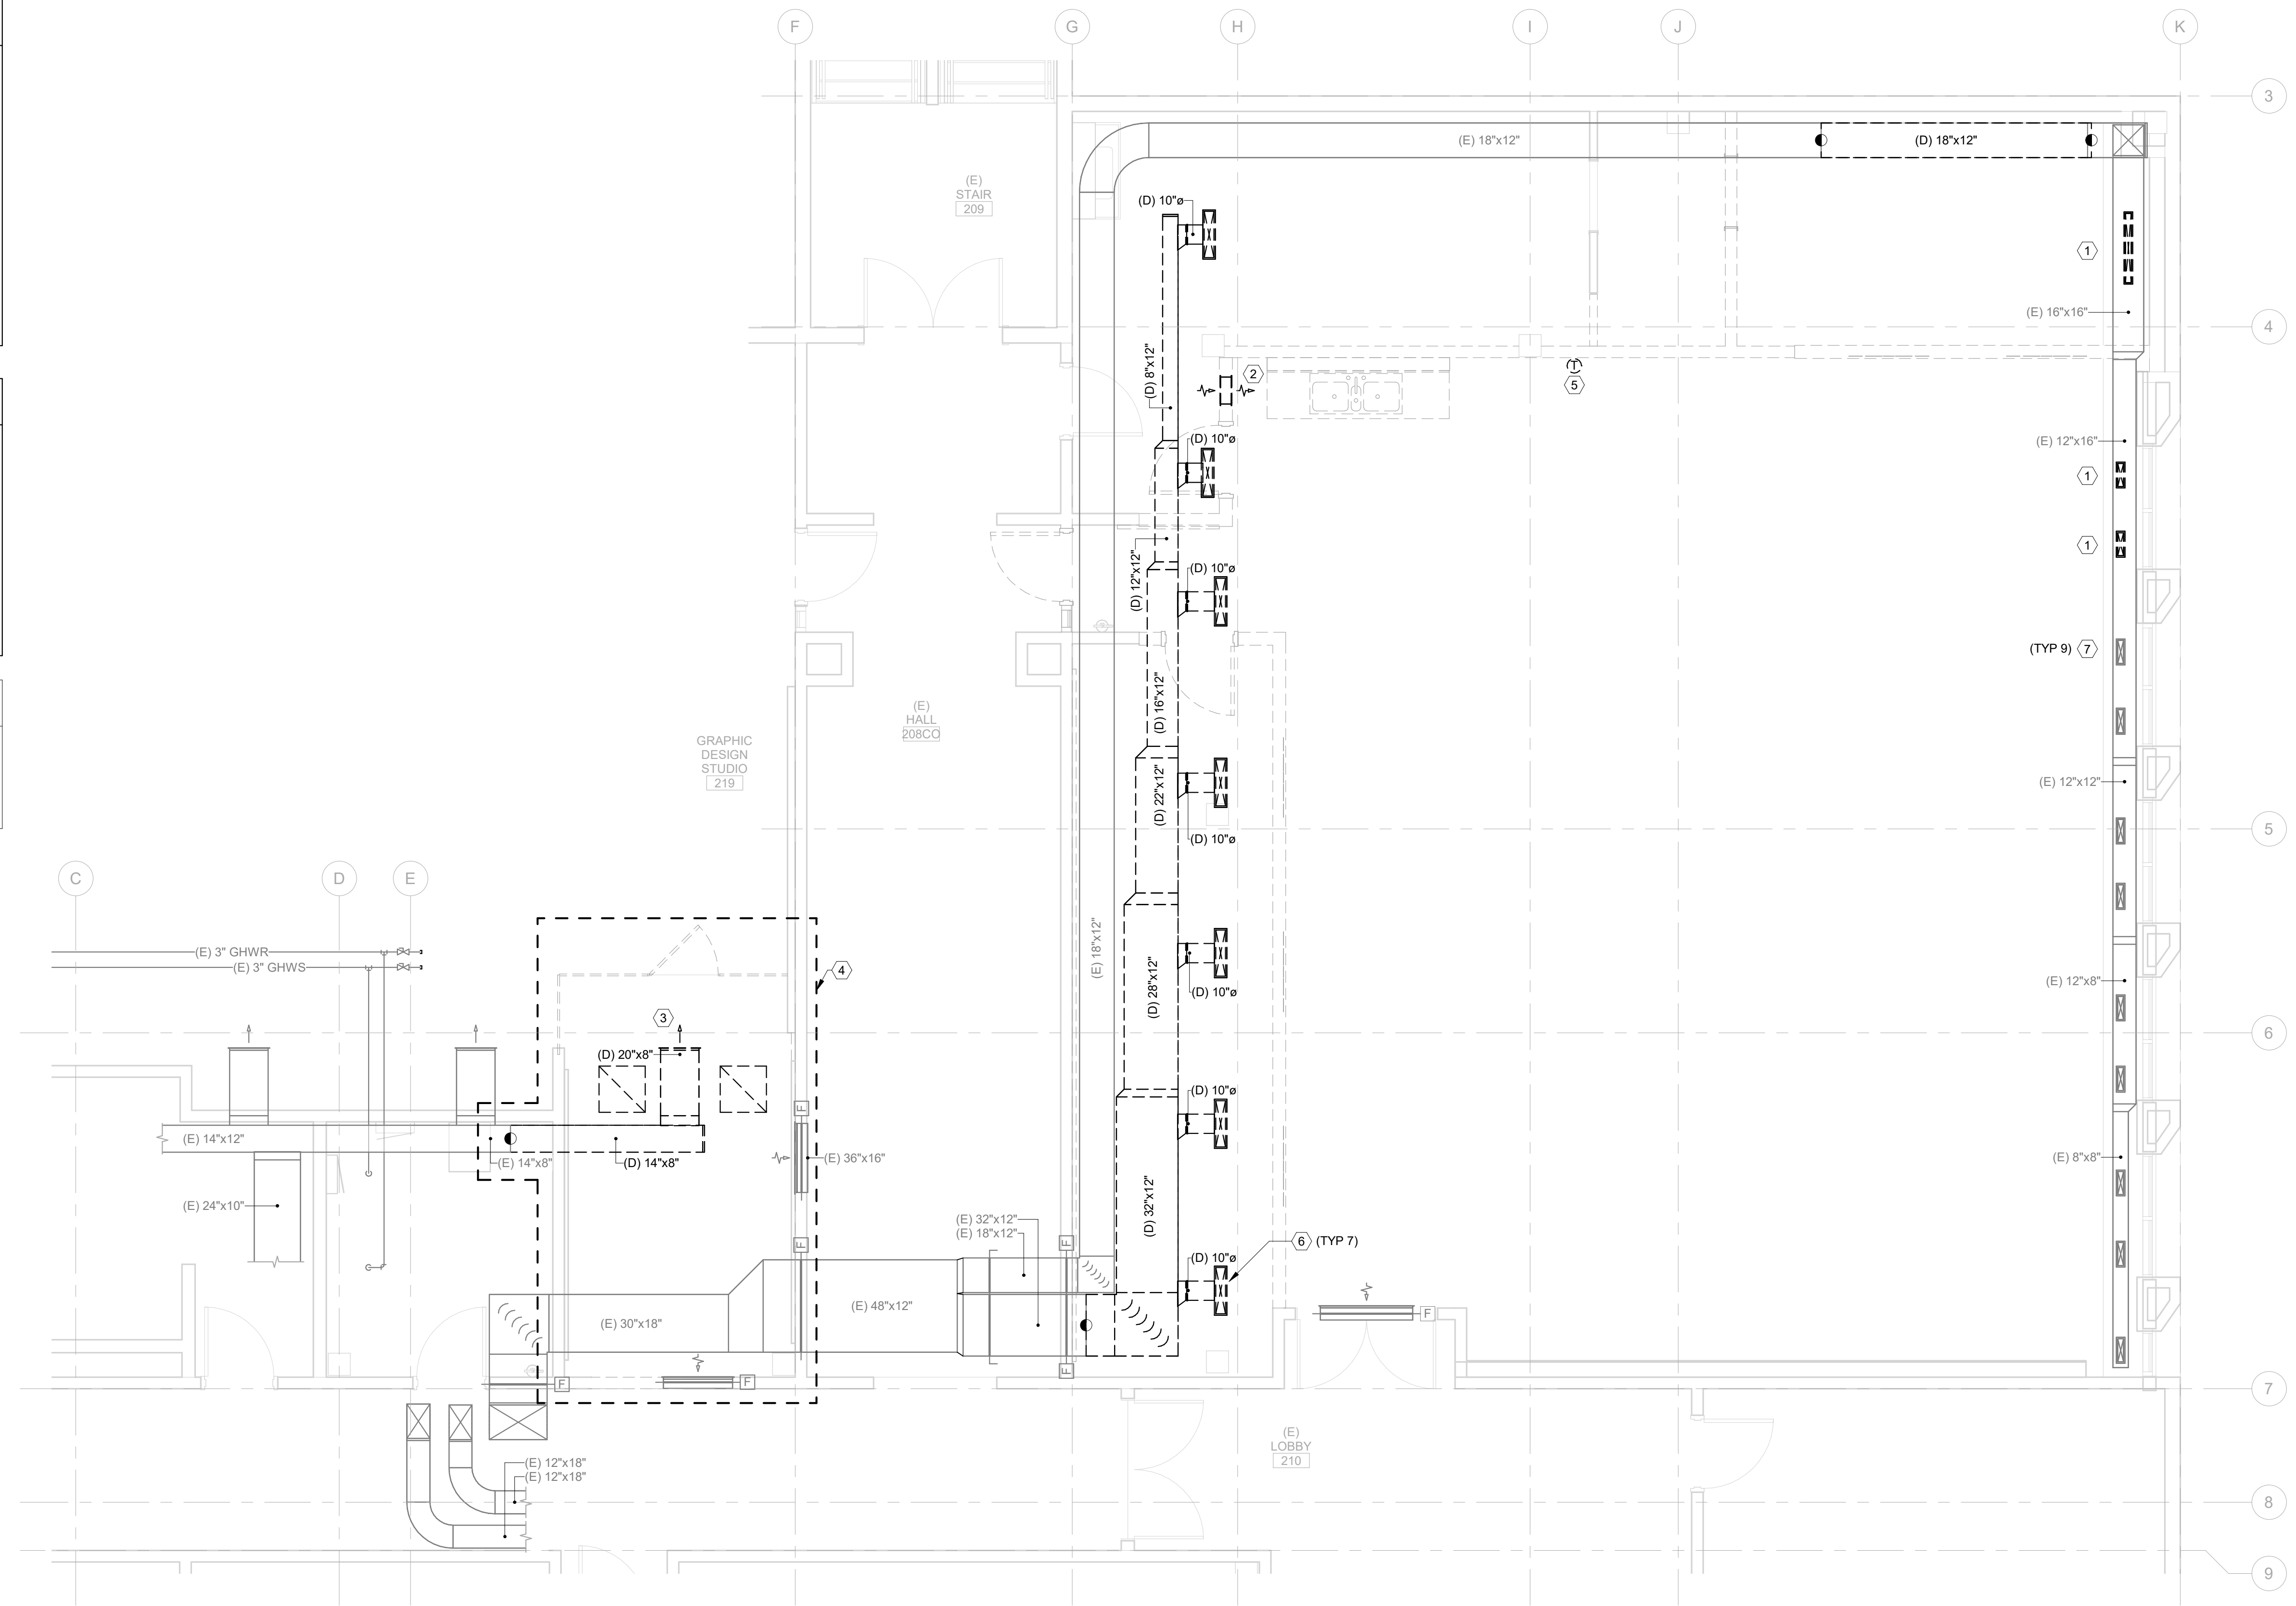 F
G
H
I
J
K
3
(E) 18"x12"
(D) 18"x12"
(E)
STAIR
209
(D) 10"ø
1
(E) 16"x16"
4
(D) 8"x12"
2
T
5
(D) 10"ø
(E) 12"x16"
1
(D) 12"x12"
(D) 10"ø
1
(TYP 9)
7
(D) 16"x12"
(E)
HALL
208CO
GRAPHIC
DESIGN
STUDIO
219
(D) 22"x12"
(E) 12"x12"
(D) 10"ø
5
C
D
E
(E) 3" GHWR
(E) 3" GHWS
4
(E) 18"x12"
(D) 28"x12"
(D) 10"ø
(E) 12"x8"
3
6
(D) 20"x8"
(D) 10"ø
F
(E) 14"x12"
(E) 14"x8"
(D) 14"x8"
(E) 36"x16"
(E) 8"x8"
(E) 24"x10"
(D) 32"x12"
(E) 32"x12"
(E) 18"x12"
F
F
6
(TYP 7)
(D) 10"ø
(E) 48"x12"
(E) 30"x18"
F
F
F
F
7
(E)
LOBBY
210
(E) 12"x18"
(E) 12"x18"
8
9